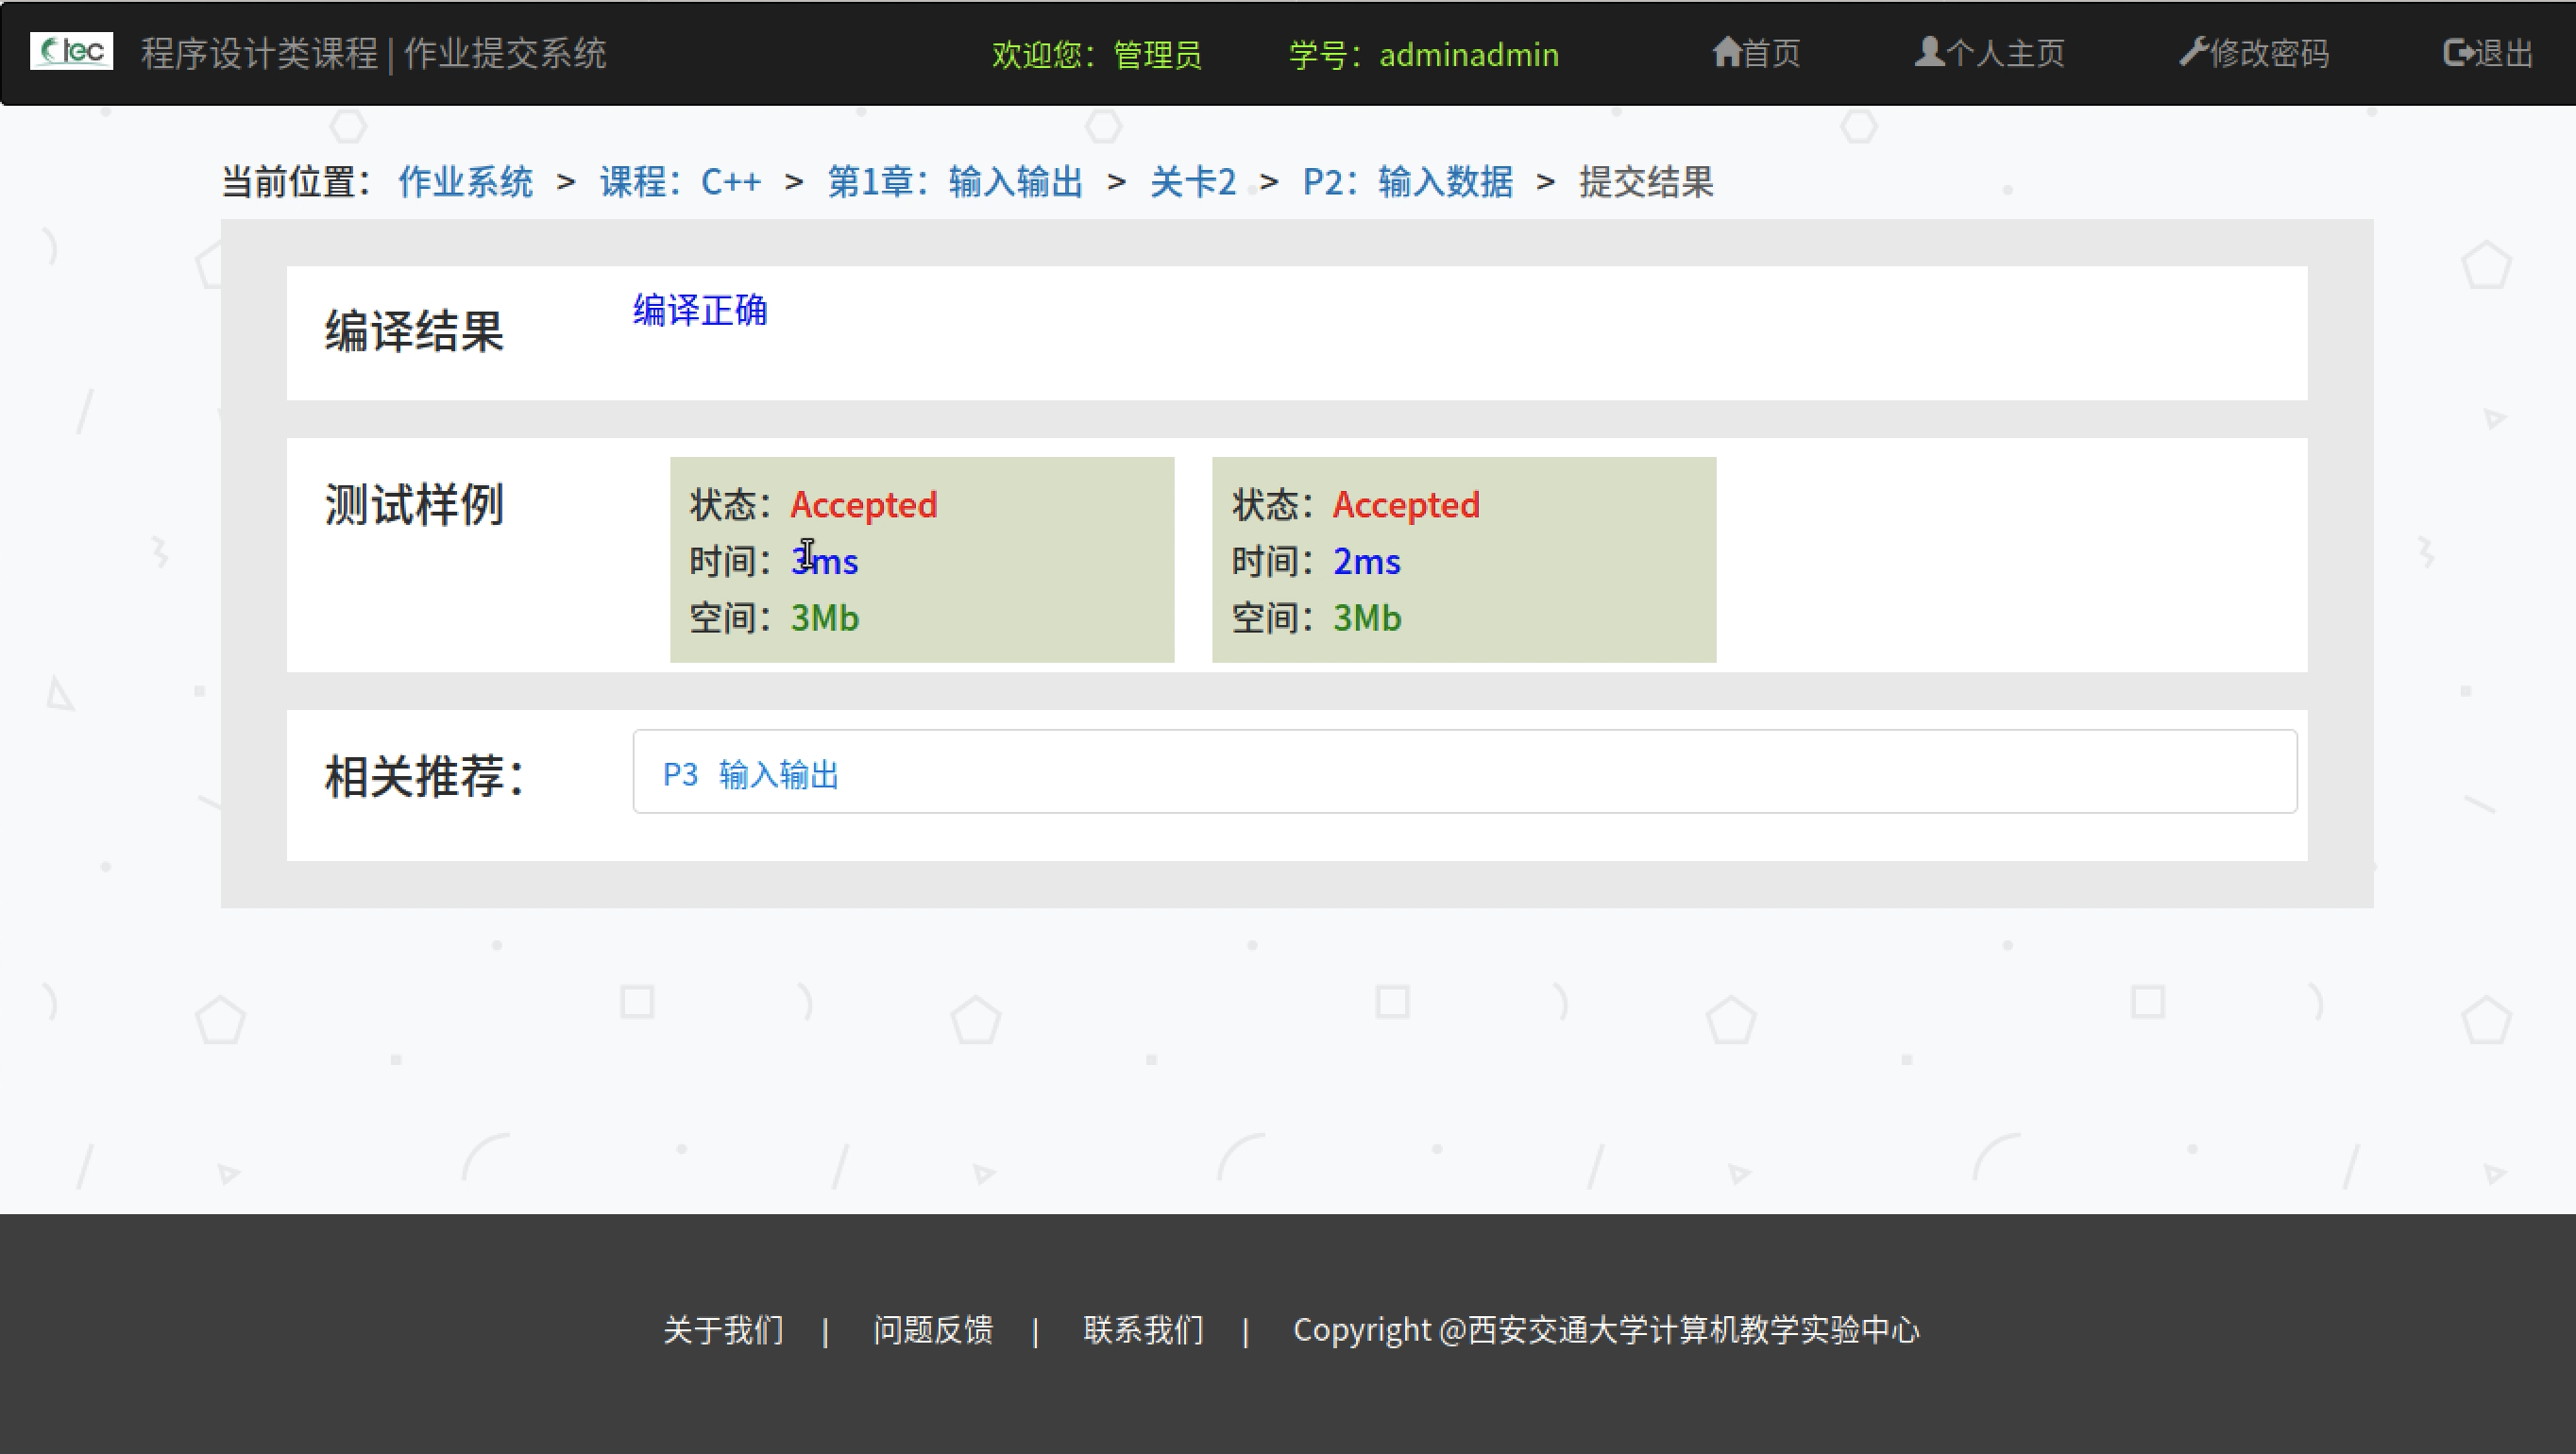 tec 程序设计类课程 | 作业提交系统 欢迎您：管理员 学号：adminadmin 首页 个人主页 修改密码 退出
当前位置： 作业系统 > 课程：C++ > 第1章：输入输出 > 关卡2 > P2：输入数据 > 提交结果
编译结果 编译正确
测试样例
状态：Accepted
时间：3ms
空间：3Mb
状态：Accepted
时间：2ms
空间：3Mb
相关推荐： P3 输入输出
关于我们 | 问题反馈 | 联系我们 | Copyright @西安交通大学计算机教学实验中心